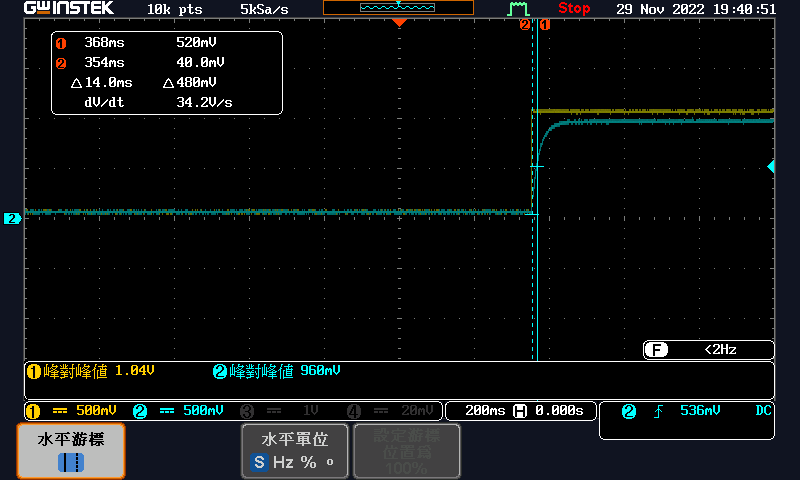 GWINSTEK 10k pts 5kSa/s Stop 29 Nov 2022 19:40:51
2 1
1 368ms 520mV
2 354ms 40.0mV
△14.0ms △480mV
dV/dt 34.2V/s
2
F <2Hz
1 峰對峰值 1.04V 2 峰對峰值 960mV
1 500mV 2 500mV 3 1V 4 20mV 200ms H 0.000s 2 536mV DC
水平游標
水平單位
S Hz % °
設定游標
位置為
100%